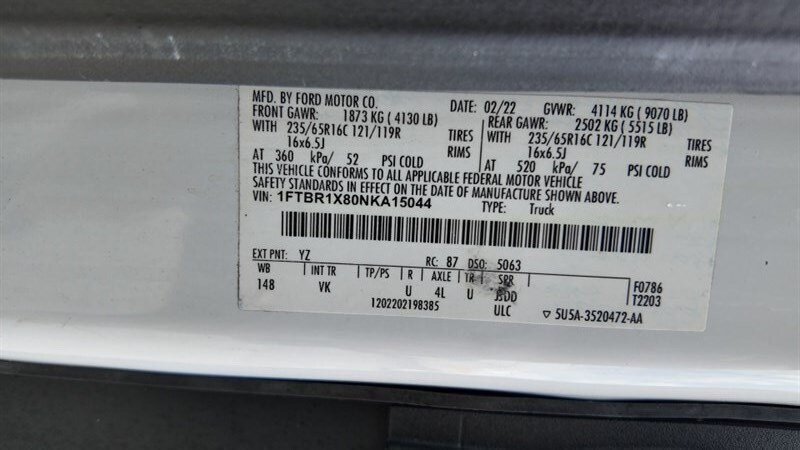 MFD. BY FORD MOTOR CO. DATE: 02/22 GVWR: 4114 KG ( 9070 LB)
FRONT GAWR: 1873 KG ( 4130 LB) REAR GAWR: 2502 KG ( 5515 LB)
WITH 235/65R16C 121/119R TIRES WITH 235/65R16C 121/119R TIRES
16x6.5J RIMS 16x6.5J RIMS
AT 360 kPa/ 52 PSI COLD AT 520 kPa/ 75 PSI COLD
THIS VEHICLE CONFORMS TO ALL APPLICABLE FEDERAL MOTOR VEHICLE
SAFETY STANDARDS IN EFFECT ON THE DATE OF MANUFACTURE SHOWN ABOVE.
VIN: 1FTBR1X80NKA15044 TYPE: Truck
EXT PNT: YZ RC: 87 DSO: 5063
WB INT TR TP/PS R AXLE TR SPR F0786
148 VK U 4L U T2203
1202202198385 ULC ▽ 5U5A-3520472-AA